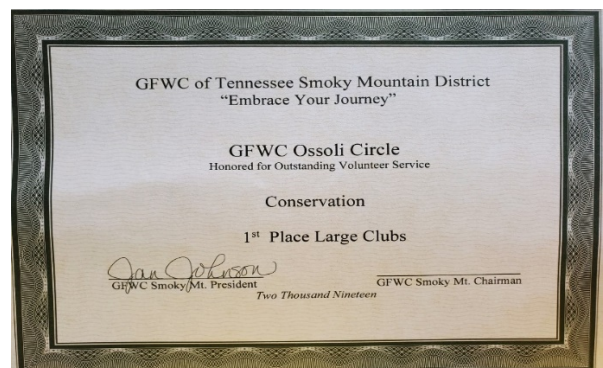 GFWC of Tennessee Smoky Mountain District
“Embrace Your Journey”
GFWC Ossoli Circle
Honored for Outstanding Volunteer Service
Conservation
1st Place Large Clubs
Jan Johnson
GFWC Smoky Mt. President
GFWC Smoky Mt. Chairman
Two Thousand Nineteen